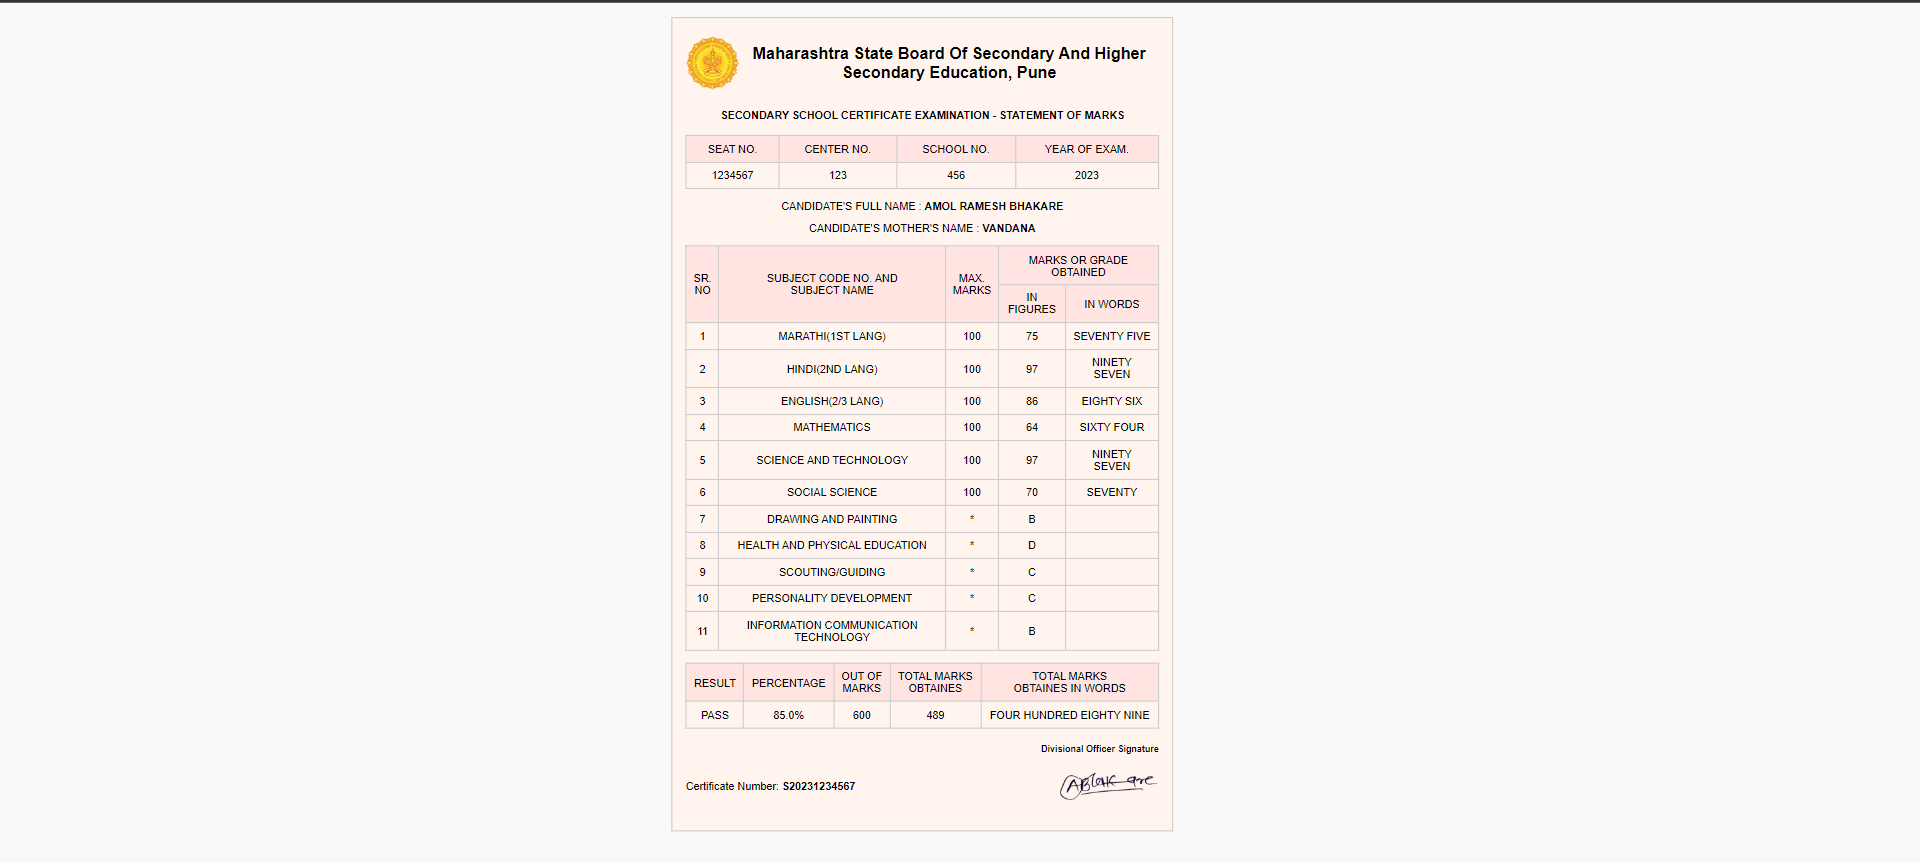 Maharashtra State Board Of Secondary And Higher
Secondary Education, Pune
SECONDARY SCHOOL CERTIFICATE EXAMINATION - STATEMENT OF MARKS
SEAT NO. CENTER NO. SCHOOL NO. YEAR OF EXAM.
1234567 123 456 2023
CANDIDATE'S FULL NAME : AMOL RAMESH BHAKARE
CANDIDATE'S MOTHER'S NAME : VANDANA
SR.
NO
SUBJECT CODE NO. AND
SUBJECT NAME
MAX.
MARKS
MARKS OR GRADE
OBTAINED
IN
FIGURES
IN WORDS
1 MARATHI(1ST LANG) 100 75 SEVENTY FIVE
2 HINDI(2ND LANG) 100 97 NINETY
SEVEN
3 ENGLISH(2/3 LANG) 100 86 EIGHTY SIX
4 MATHEMATICS 100 64 SIXTY FOUR
5 SCIENCE AND TECHNOLOGY 100 97 NINETY
SEVEN
6 SOCIAL SCIENCE 100 70 SEVENTY
7 DRAWING AND PAINTING * B
8 HEALTH AND PHYSICAL EDUCATION * D
9 SCOUTING/GUIDING * C
10 PERSONALITY DEVELOPMENT * C
11 INFORMATION COMMUNICATION
TECHNOLOGY * B
RESULT PERCENTAGE OUT OF
MARKS
TOTAL MARKS
OBTAINES
TOTAL MARKS
OBTAINES IN WORDS
PASS 85.0% 600 489 FOUR HUNDRED EIGHTY NINE
Divisional Officer Signature
Certificate Number: S20231234567